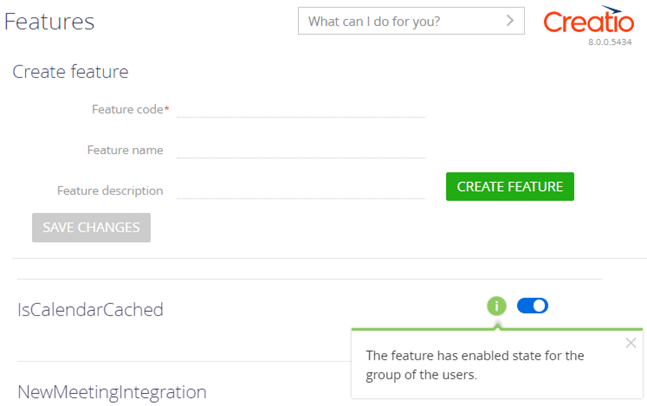 Features
What can I do for you?
Creatio
8.0.0.5434
Create feature
Feature code*
Feature name
Feature description
CREATE FEATURE
SAVE CHANGES
IsCalendarCached
i
The feature has enabled state for the
group of the users.
NewMeetingIntegration